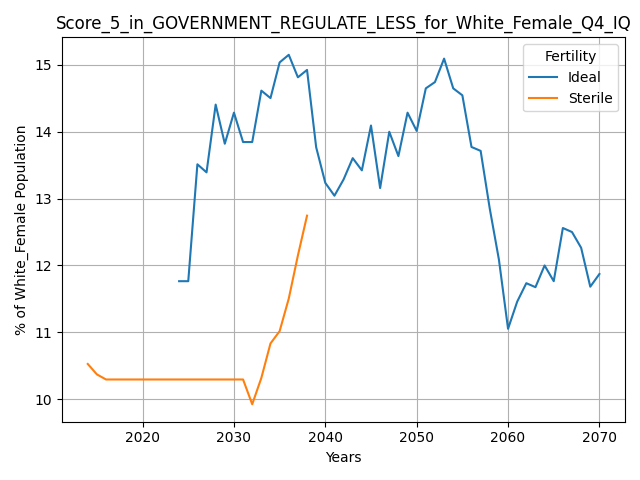 Score_5_in_GOVERNMENT_REGULATE_LESS_for_White_Female_Q4_IQ
Fertility
Ideal
Sterile
% of White_Female Population
15
14
13
12
11
10
2020 2030 2040 2050 2060 2070
Years